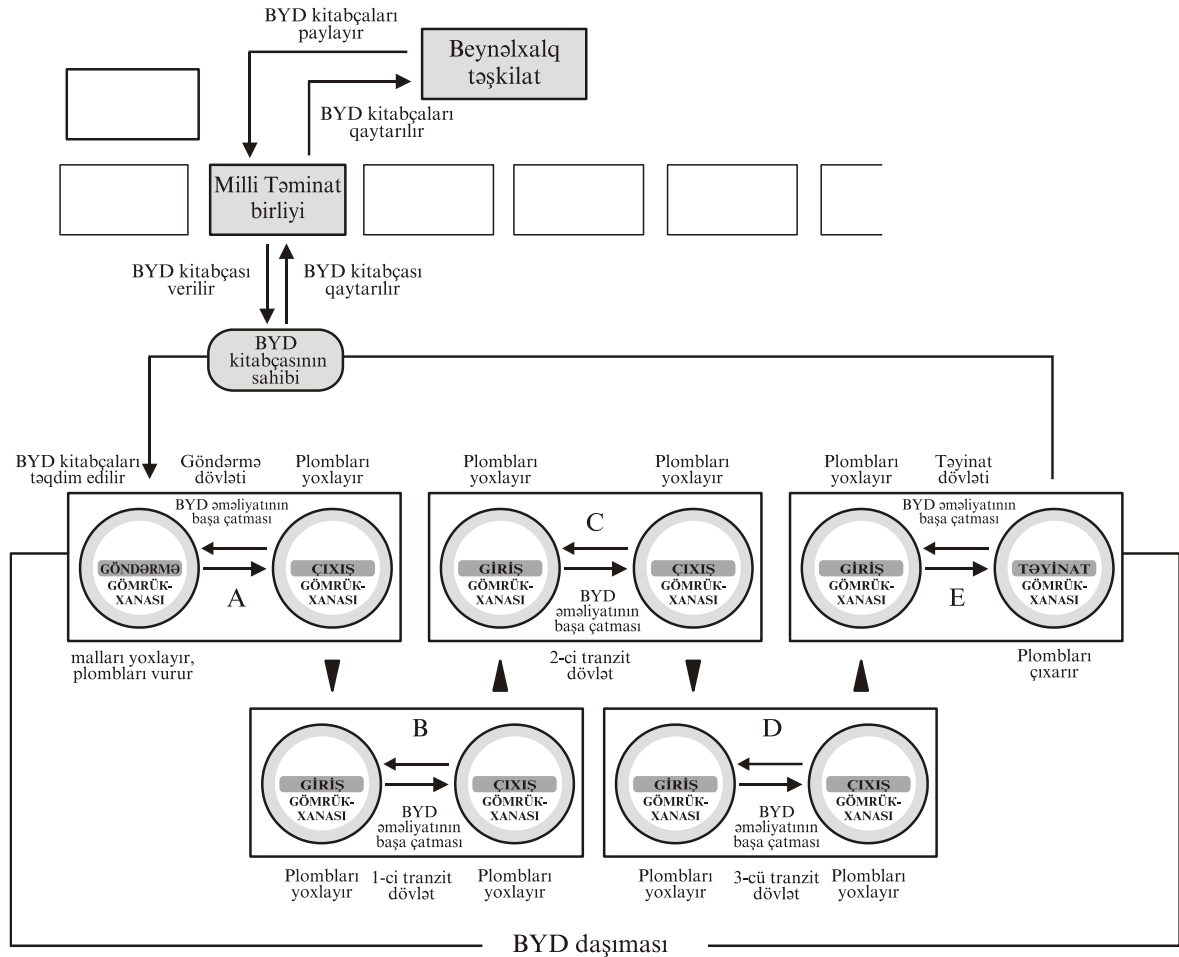 BYD kitabçaları
paylayır
Beynəlxalq
təşkilat
BYD kitabçaları
qaytarılır
Milli Təminat
birliyi
BYD kitabçası
verilir
BYD kitabçası
qaytarılır
BYD
kitabçasının
sahibi
BYD kitabçaları
təqdim edilir
Göndərmə
dövləti
Plombları
yoxlayır
Plombları
yoxlayır
Plombları
yoxlayır
Plombları
yoxlayır
Təyinat
dövləti
BYD əməliyatının
başa çatması
GÖNDƏRMƏ
GÖMRÜK-
XANASI
A
ÇIXIŞ
GÖMRÜK-
XANASI
C
GİRİŞ
GÖMRÜK-
XANASI
BYD
əməliyatının
başa çatması
ÇIXIŞ
GÖMRÜK-
XANASI
BYD əməliyatının
başa çatması
GİRİŞ
GÖMRÜK-
XANASI
E
TƏYİNAT
GÖMRÜK-
XANASI
malları yoxlayır,
plombları vurur
2-ci tranzit
dövlət
Plombları
çıxarır
B
GİRİŞ
GÖMRÜK-
XANASI
BYD
əməliyatının
başa çatması
ÇIXIŞ
GÖMRÜK-
XANASI
D
GİRİŞ
GÖMRÜK-
XANASI
BYD
əməliyatının
başa çatması
ÇIXIŞ
GÖMRÜK-
XANASI
Plombları
yoxlayır
1-ci tranzit
dövlət
Plombları
yoxlayır
Plombları
yoxlayır
3-cü tranzit
dövlət
Plombları
yoxlayır
BYD daşıması